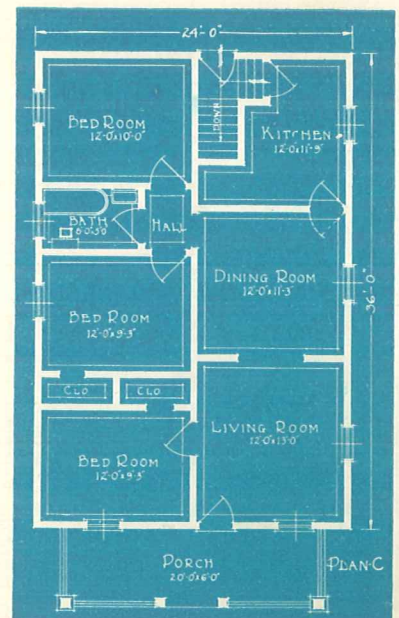 24'-0"
BED ROOM
12'-0"x10'-0"
DOWN
KITCHEN
12'-0"x11'-9"
BATH
HALL
36'-0"
DINING ROOM
12'-0"x11'-3"
BED ROOM
12'-0"x9'-3"
CLO
CLO
LIVING ROOM
12'-0"x13'-0"
BED ROOM
12'-0"x9'-3"
PORCH
20'-0"x6'-0"
PLAN-C